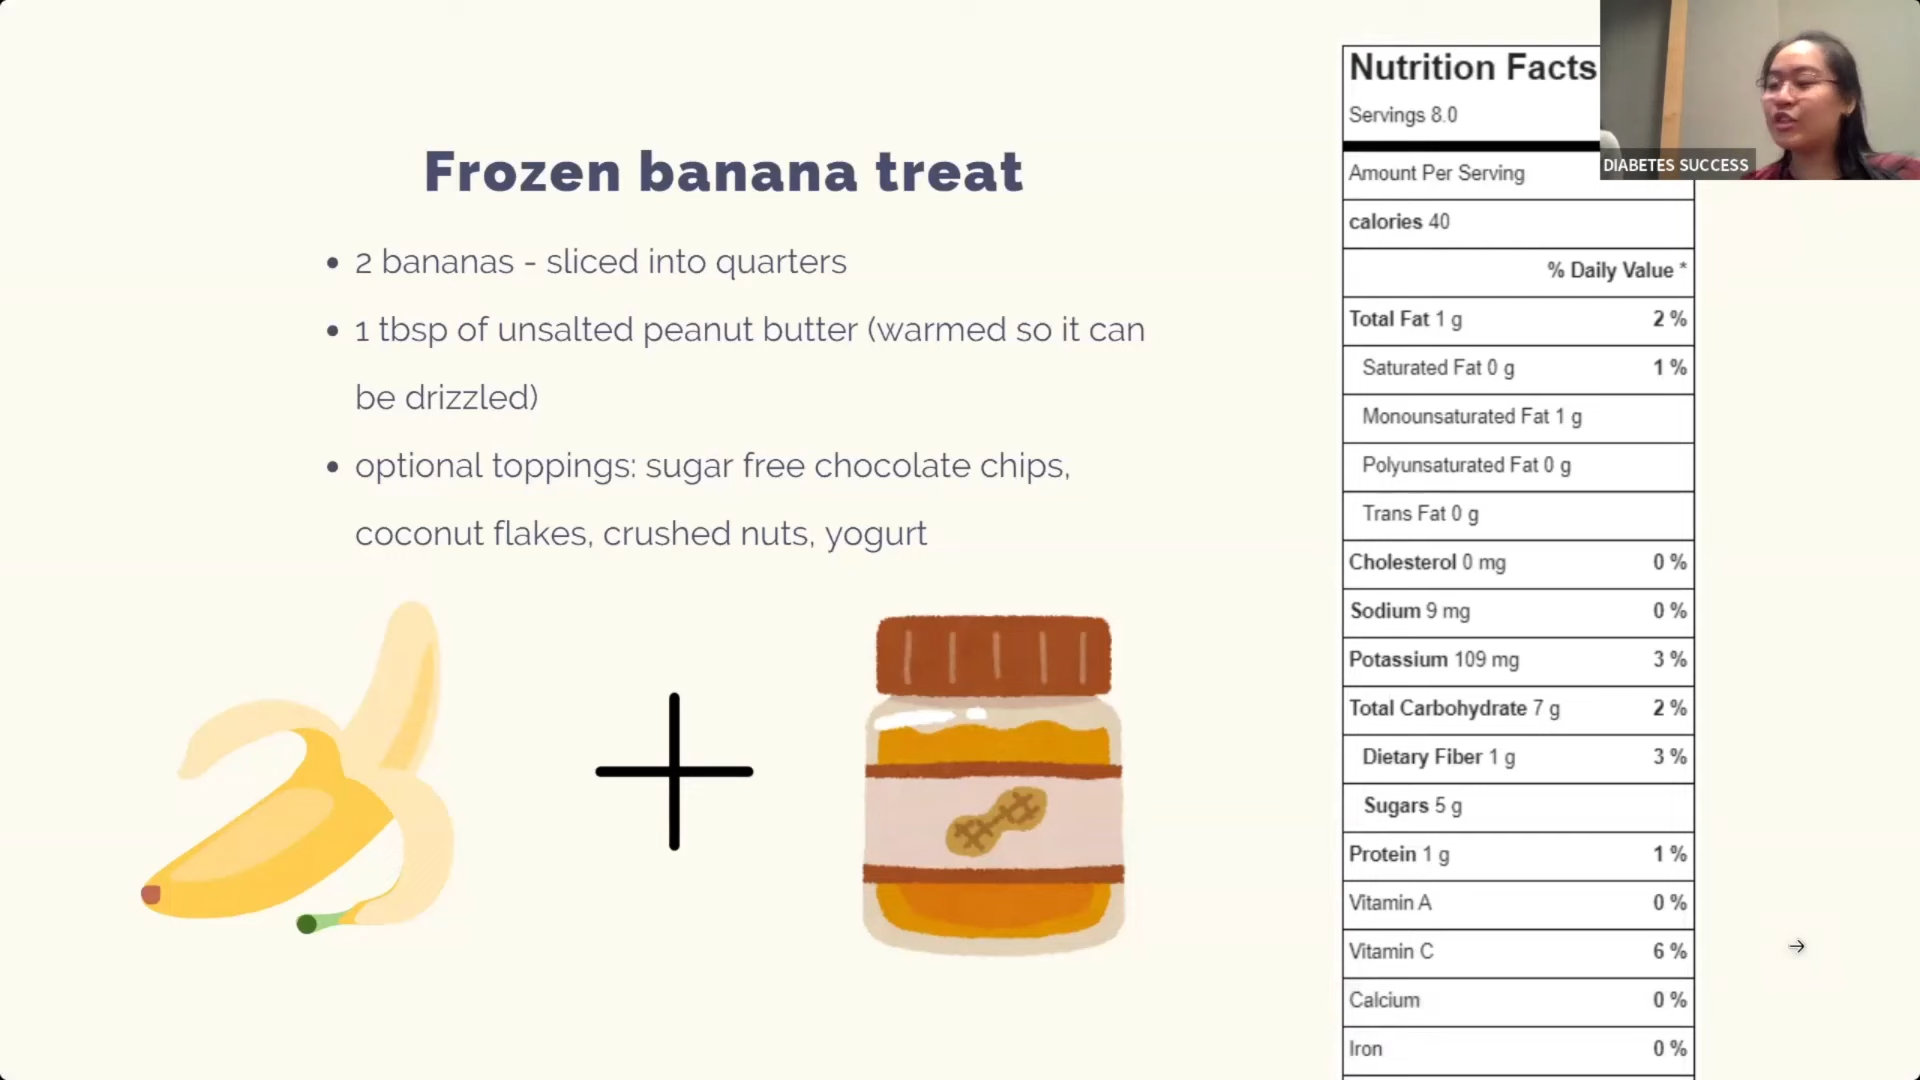 Frozen banana treat
• 2 bananas - sliced into quarters
• 1 tbsp of unsalted peanut butter (warmed so it can
be drizzled)
• optional toppings: sugar free chocolate chips,
coconut flakes, crushed nuts, yogurt
Nutrition Facts
Servings 8.0
Amount Per Serving
calories 40
% Daily Value *
Total Fat 1 g 2 %
Saturated Fat 0 g 1 %
Monounsaturated Fat 1 g
Polyunsaturated Fat 0 g
Trans Fat 0 g
Cholesterol 0 mg 0 %
Sodium 9 mg 0 %
Potassium 109 mg 3 %
Total Carbohydrate 7 g 2 %
Dietary Fiber 1 g 3 %
Sugars 5 g
Protein 1 g 1 %
Vitamin A 0 %
Vitamin C 6 %
Calcium 0 %
Iron 0 %
DIABETES SUCCESS